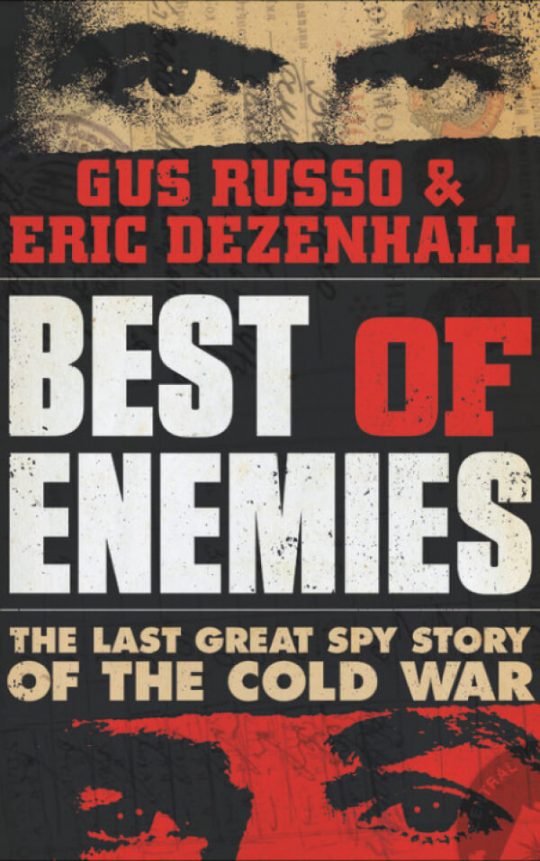 GUS RUSSO &
ERIC DEZENHALL
BEST OF
ENEMIES
THE LAST GREAT SPY STORY
OF THE COLD WAR